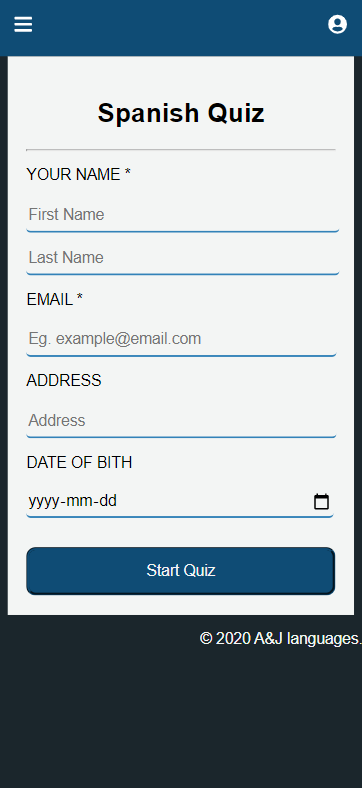 Spanish Quiz
YOUR NAME *
First Name
Last Name
EMAIL *
Eg. example@email.com
ADDRESS
Address
DATE OF BITH
yyyy-mm-dd
Start Quiz
© 2020 A&J languages.